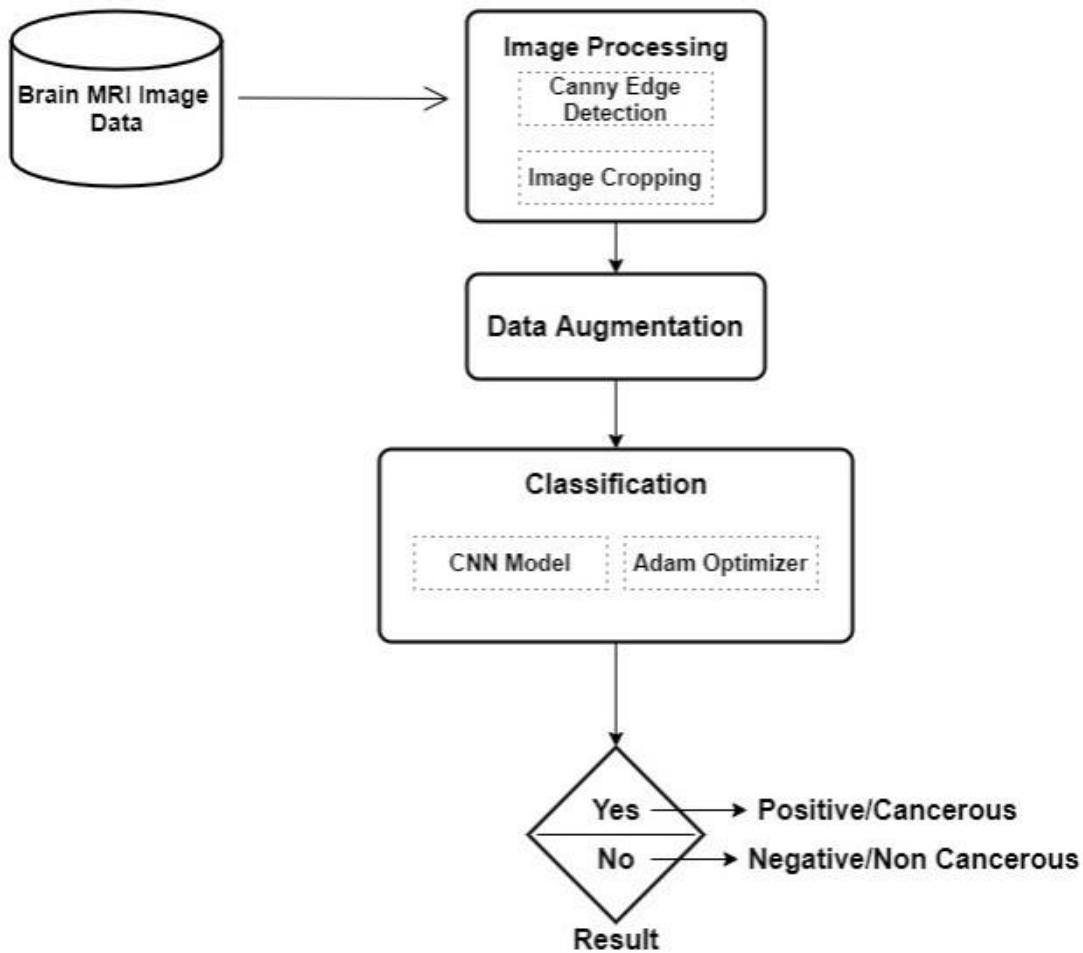 Brain MRI Image
Data
Image Processing
Canny Edge
Detection
Image Cropping
Data Augmentation
Classification
CNN Model
Adam Optimizer
Yes
Positive/Cancerous
No
Negative/Non Cancerous
Result